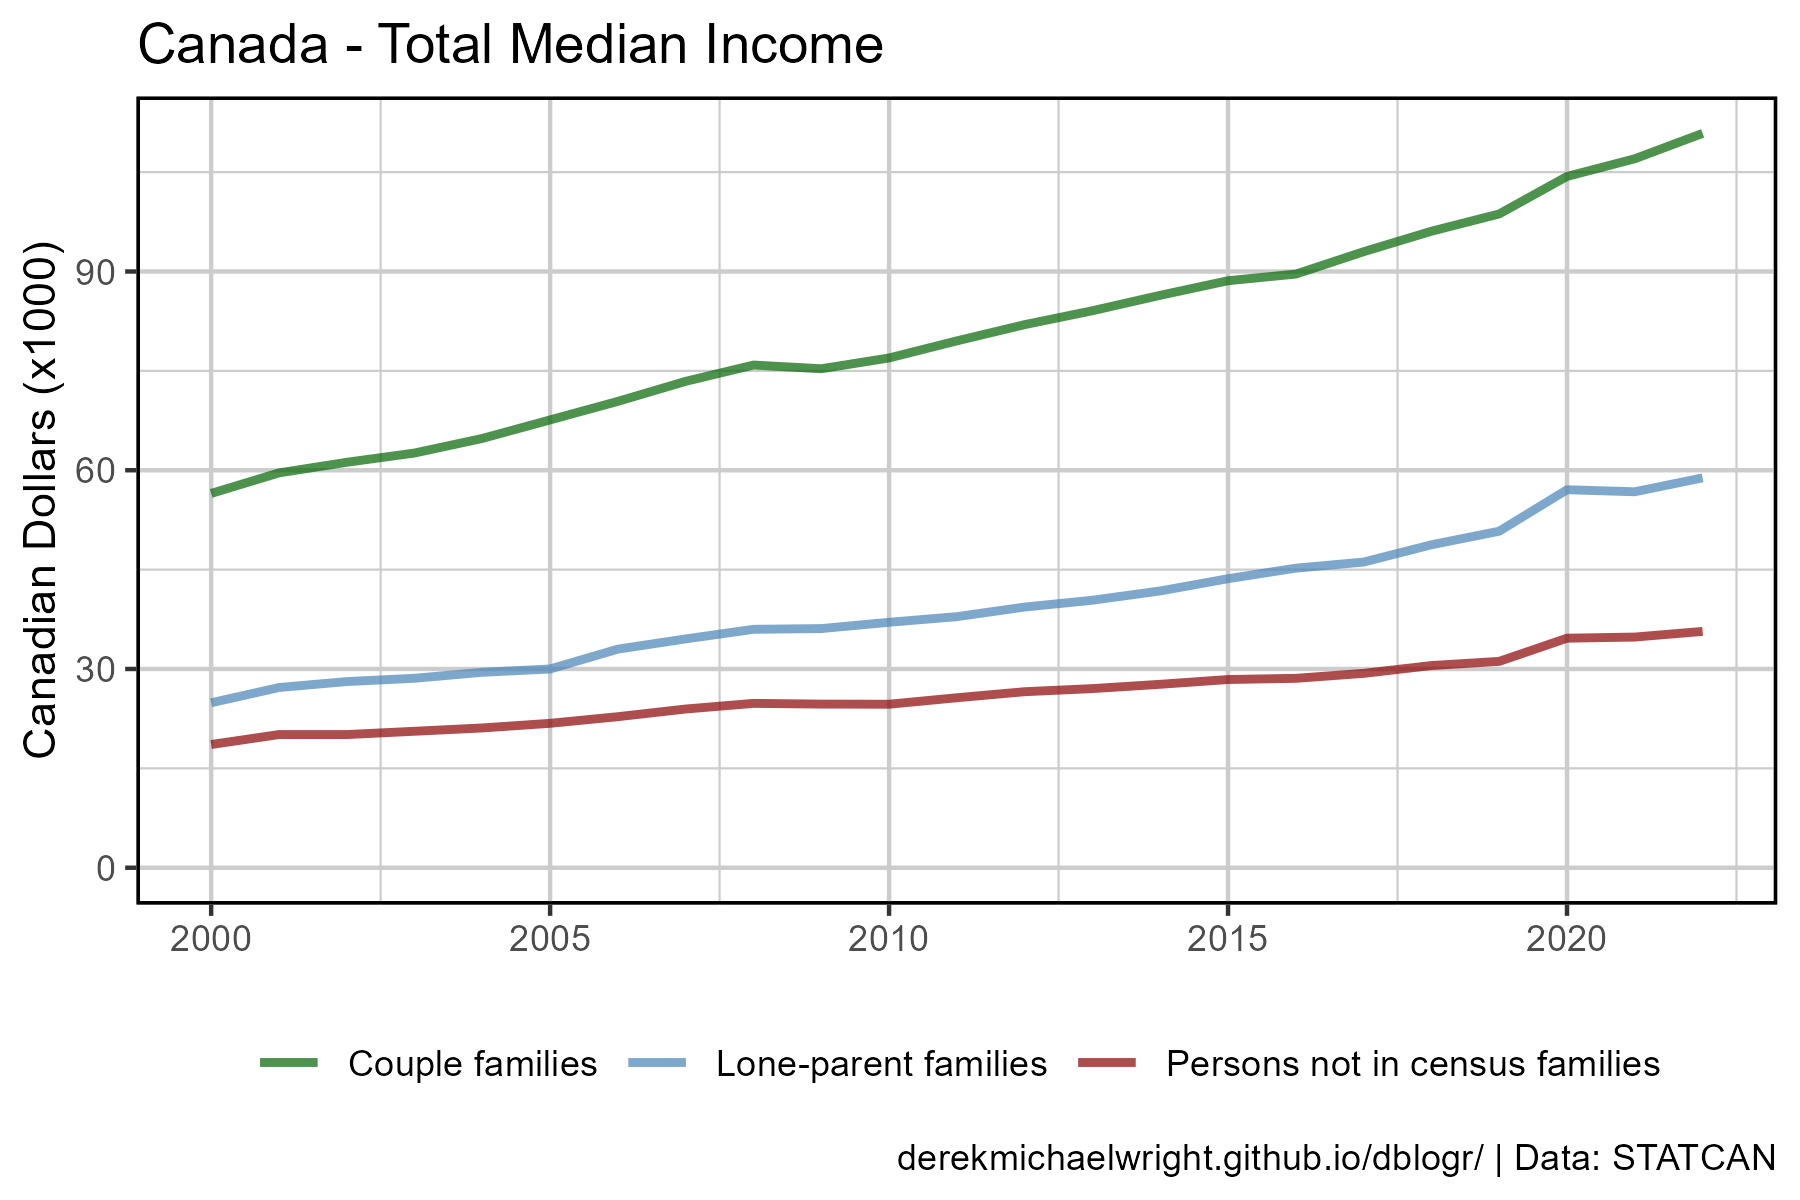 Canada - Total Median Income
Canadian Dollars (x1000)
90
60
30
0
2000 2005 2010 2015 2020
Couple families Lone-parent families Persons not in census families
derekmichaelwright.github.io/dblogr/ | Data: STATCAN